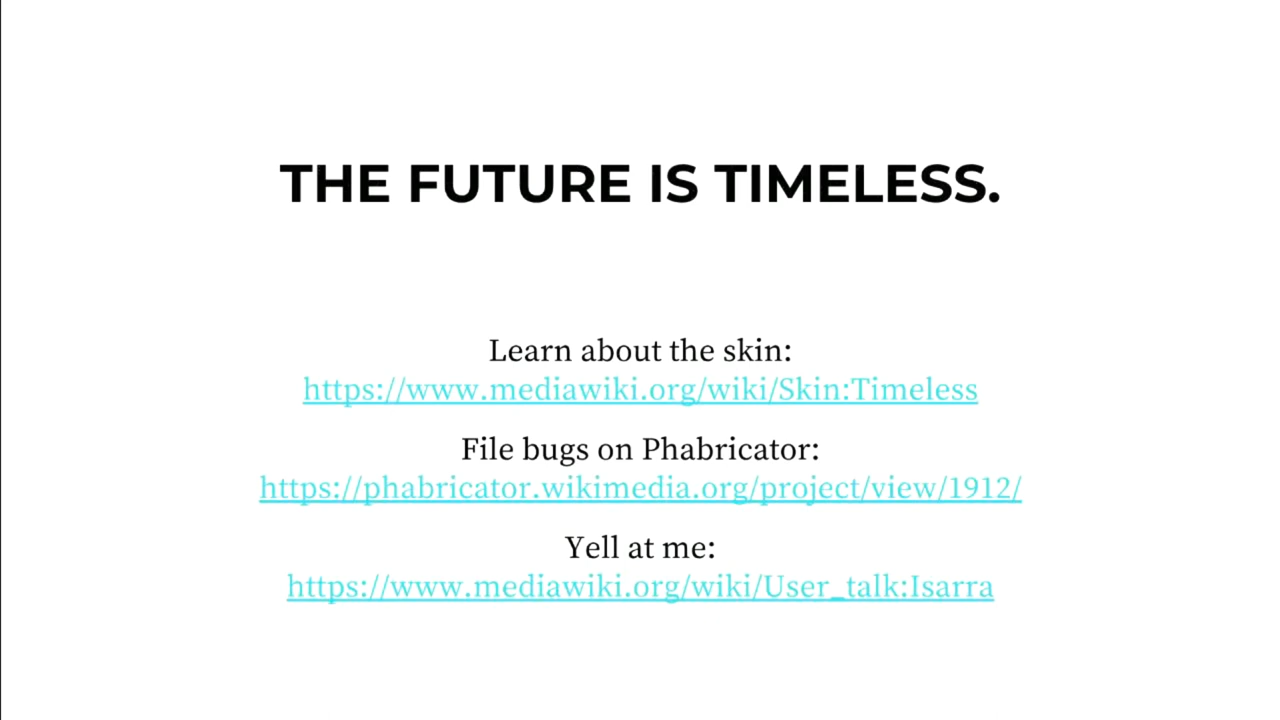 THE FUTURE IS TIMELESS.
Learn about the skin:
https://www.mediawiki.org/wiki/Skin:Timeless
File bugs on Phabricator:
https://phabricator.wikimedia.org/project/view/1912/
Yell at me:
https://www.mediawiki.org/wiki/User_talk:Isarra